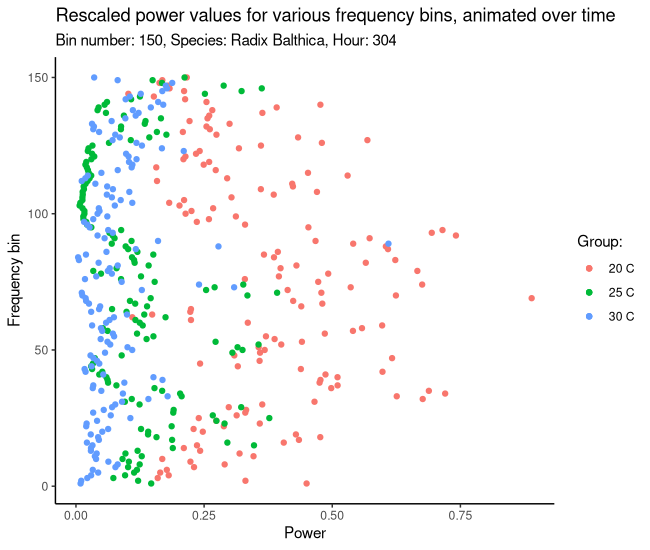 Rescaled power values for various frequency bins, animated over time
Bin number: 150, Species: Radix Balthica, Hour: 304
150
100
50
0
Frequency bin
0.00 0.25 0.50 0.75
Power
Group:
20 C
25 C
30 C